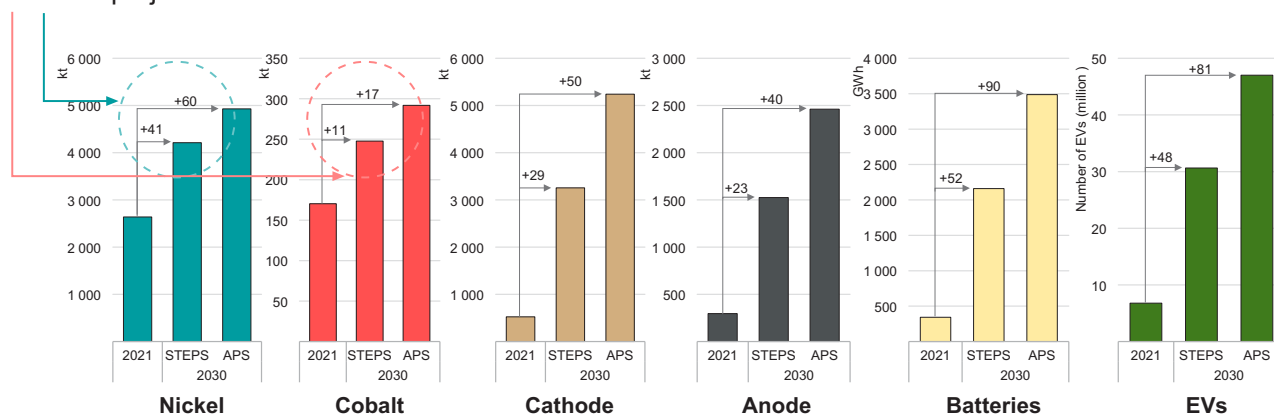 6 000
5 000
4 000
3 000
2 000
1 000
kt
+60
+41
2021
STEPS
APS
2030
Nickel
350
300
250
200
150
100
50
kt
+17
+11
2021
STEPS
APS
2030
Cobalt
6 000
5 000
4 000
3 000
2 000
1 000
kt
+50
+29
2021
STEPS
APS
2030
Cathode
3 000
2 500
2 000
1 500
1 000
500
kt
+40
+23
2021
STEPS
APS
2030
Anode
4 000
3 500
3 000
2 500
2 000
1 500
1 000
500
GWh
+90
+52
2021
STEPS
APS
2030
Batteries
50
40
30
20
10
Number of EVs (million )
+81
+48
2021
STEPS
APS
2030
EVs